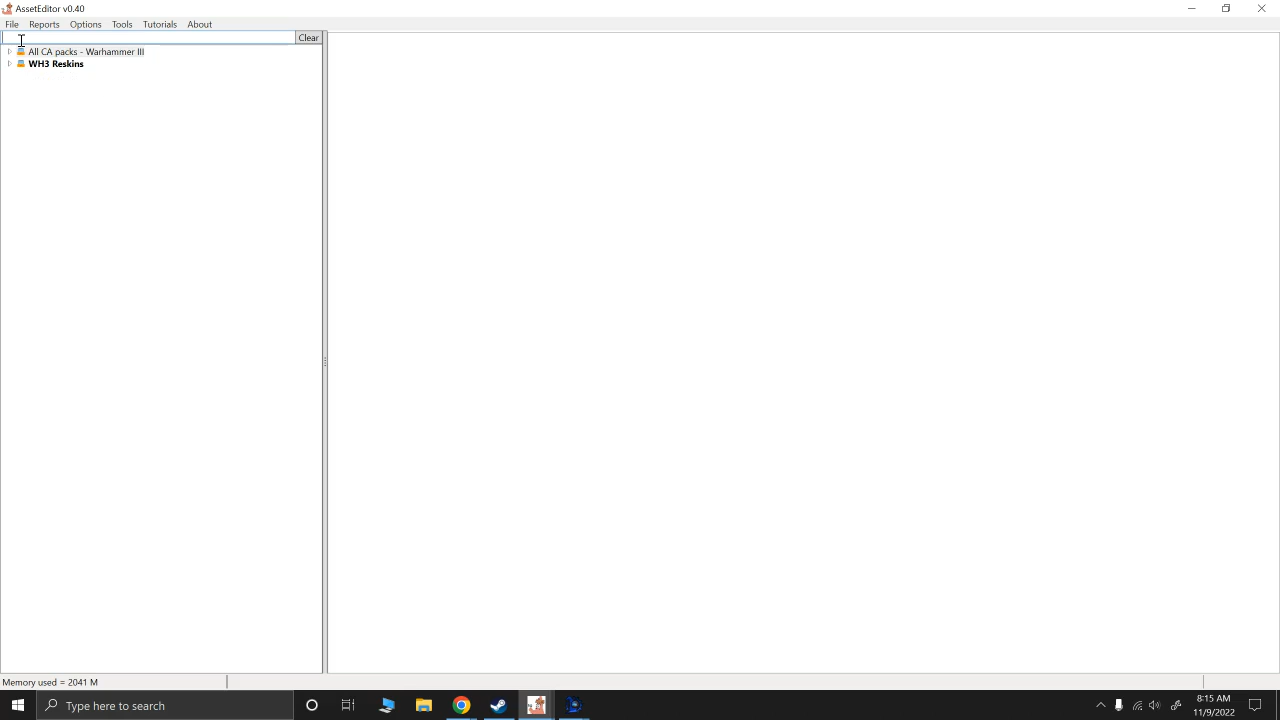 AssetEditor v0.40
File Reports Options Tools Tutorials About
Clear
All CA packs - Warhammer III
WH3 Reskins
Memory used = 2041 M
Type here to search
8:15 AM
11/9/2022